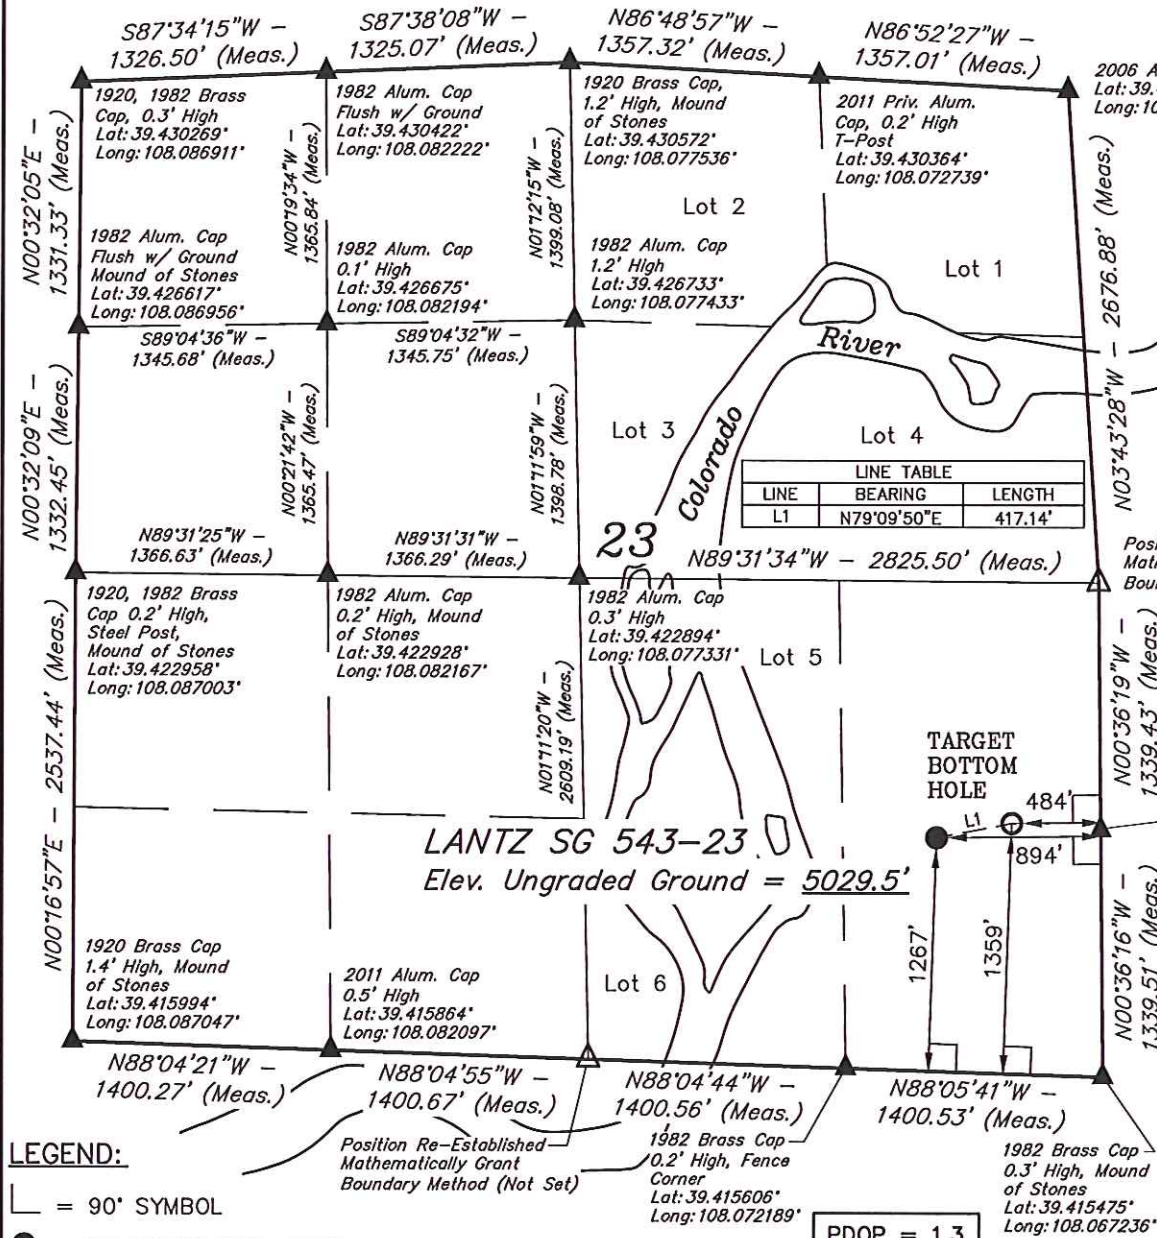 S87°34'15"W –
1326.50' (Meas.)
S87°38'08"W –
1325.07' (Meas.)
N86°48'57"W –
1357.32' (Meas.)
N86°52'27"W –
1357.01' (Meas.)
1920, 1982 Brass
Cap, 0.3' High
Lat: 39.430269°
Long: 108.086911°
1982 Alum. Cap
Flush w/ Ground
Lat: 39.430422°
Long: 108.082222°
1920 Brass Cap,
1.2' High, Mound
of Stones
Lat: 39.430572°
Long: 108.077536°
2011 Priv. Alum.
Cap, 0.2' High
T-Post
Lat: 39.430364°
Long: 108.072739°
2006 A
Lat: 39.
Long: 10
N00°32'05"E –
1331.33' (Meas.)
N00°19'34"W –
1365.84' (Meas.)
N01°12'15"W –
1399.08' (Meas.)
Lot 2
Lot 1
N03°43'28"W – 2676.88' (Meas.)
1982 Alum. Cap
Flush w/ Ground
Mound of Stones
Lat: 39.426617°
Long: 108.086956°
1982 Alum. Cap
0.1' High
Lat: 39.426675°
Long: 108.082194°
1982 Alum. Cap
1.2' High
Lat: 39.426733°
Long: 108.077433°
S89°04'36"W –
1345.68' (Meas.)
S89°04'32"W –
1345.75' (Meas.)
Colorado
River
N00°32'09"E –
1332.45' (Meas.)
N00°21'42"W –
1365.47' (Meas.)
N01°11'59"W –
1398.78' (Meas.)
Lot 3
Lot 4
LINE TABLE
LINE BEARING LENGTH
L1 N79°09'50"E 417.14'
N89°31'25"W –
1366.63' (Meas.)
N89°31'31"W –
1366.29' (Meas.)
23
N89°31'34"W – 2825.50' (Meas.)
Posi
Math
Bour
1920, 1982 Brass
Cap 0.2' High,
Steel Post,
Mound of Stones
Lat: 39.422958°
Long: 108.087003°
1982 Alum. Cap
0.2' High, Mound
of Stones
Lat: 39.422928°
Long: 108.082167°
1982 Alum. Cap
0.3' High
Lat: 39.422894°
Long: 108.077331°
Lot 5
N00°16'57"E – 2537.44' (Meas.)
N01°11'20"W –
2609.19' (Meas.)
N00°36'19"W –
1339.43' (Meas.)
TARGET
BOTTOM
HOLE
484'
L1
894'
LANTZ SG 543–23
Elev. Ungraded Ground = 5029.5'
1267'
1359'
N00°36'16"W –
1339.51' (Meas.)
1920 Brass Cap
1.4' High, Mound
of Stones
Lat: 39.415994°
Long: 108.087047°
2011 Alum. Cap
0.5' High
Lat: 39.415864°
Long: 108.082097°
Lot 6
N88°04'21"W –
1400.27' (Meas.)
N88°04'55"W –
1400.67' (Meas.)
N88°04'44"W –
1400.56' (Meas.)
N88°05'41"W –
1400.53' (Meas.)
Position Re-Established
Mathematically Grant
Boundary Method (Not Set)
1982 Brass Cap
0.2' High, Fence
Corner
Lat: 39.415606°
Long: 108.072189°
1982 Brass Cap
0.3' High, Mound
of Stones
Lat: 39.415475°
Long: 108.067236°
LEGEND:
= 90° SYMBOL
PDOP = 1.3